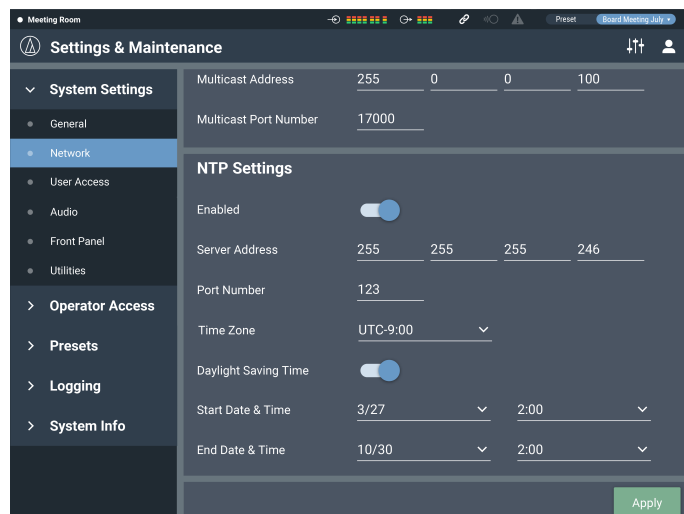 Meeting Room
Preset Board Meeting July
Settings & Maintenance
System Settings
General
Network
User Access
Audio
Front Panel
Utilities
Operator Access
Presets
Logging
System Info
Multicast Address 255 0 0 100
Multicast Port Number 17000
NTP Settings
Enabled
Server Address 255 255 255 246
Port Number 123
Time Zone UTC-9:00
Daylight Saving Time
Start Date & Time 3/27 2:00
End Date & Time 10/30 2:00
Apply